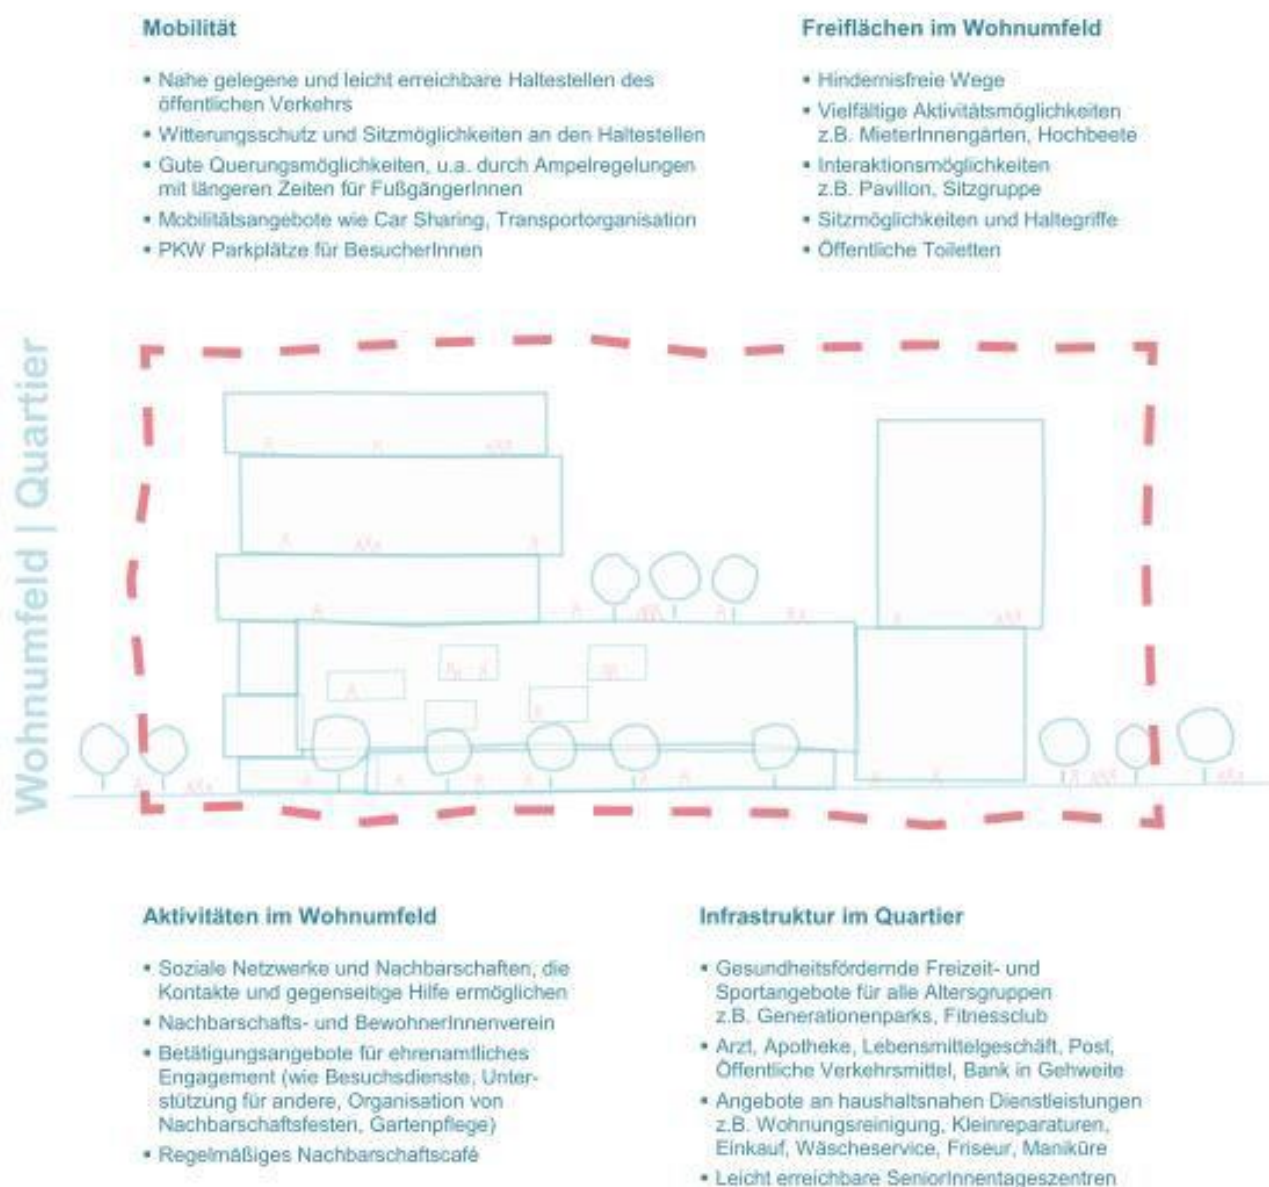 Mobilität
▪ Nahe gelegene und leicht erreichbare Haltestellen des
öffentlichen Verkehrs
▪ Witterungsschutz und Sitzmöglichkeiten an den Haltestellen
▪ Gute Querungsmöglichkeiten, u.a. durch Ampelregelungen
mit längeren Zeiten für FußgängerInnen
▪ Mobilitätsangebote wie Car Sharing, Transportorganisation
▪ PKW Parkplätze für BesucherInnen
Freiflächen im Wohnumfeld
▪ Hindernisfreie Wege
▪ Vielfältige Aktivitätsmöglichkeiten
z.B. MieterInnengärten, Hochbeete
▪ Interaktionsmöglichkeiten
z.B. Pavillon, Sitzgruppe
▪ Sitzmöglichkeiten und Haltegriffe
▪ Öffentliche Toiletten
Wohnumfeld | Quartier
Aktivitäten im Wohnumfeld
▪ Soziale Netzwerke und Nachbarschaften, die
Kontakte und gegenseitige Hilfe ermöglichen
▪ Nachbarschafts- und BewohnerInnenverein
▪ Betätigungsangebote für ehrenamtliches
Engagement (wie Besuchsdienste, Unter-
stützung für andere, Organisation von
Nachbarschaftsfesten, Gartenpflege)
▪ Regelmäßiges Nachbarschaftscafé
Infrastruktur im Quartier
▪ Gesundheitsfördernde Freizeit- und
Sportangebote für alle Altersgruppen
z.B. Generationenparks, Fitnessclub
▪ Arzt, Apotheke, Lebensmittelgeschäft, Post,
Öffentliche Verkehrsmittel, Bank in Gehweite
▪ Angebote an haushaltsnahen Dienstleistungen
z.B. Wohnungsreinigung, Kleinreparaturen,
Einkauf, Wäscheservice, Friseur, Maniküre
▪ Leicht erreichbare SeniorInnentageszentren